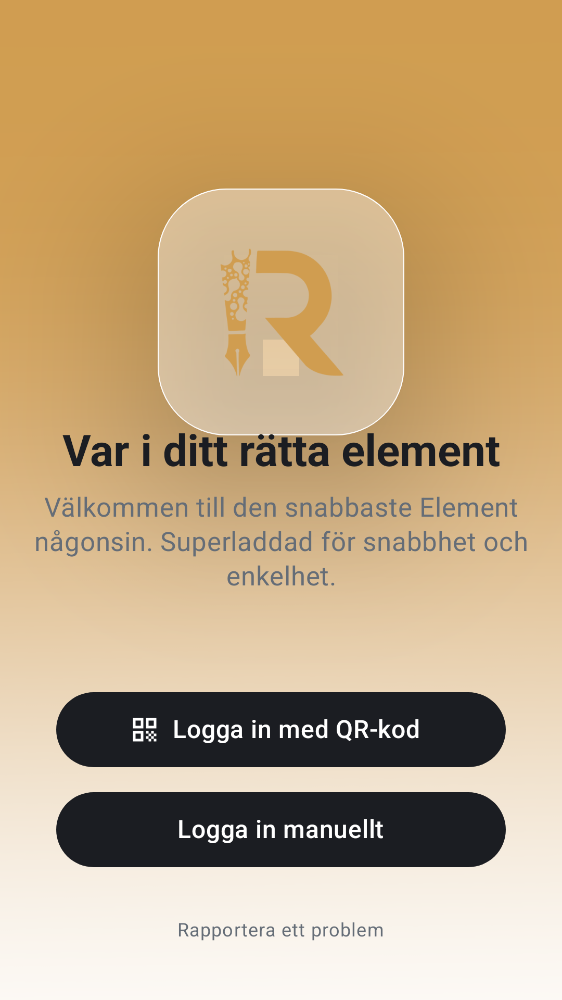 R
Var i ditt rätta element
Välkommen till den snabbaste Element
någonsin. Superladdad för snabbhet och
enkelhet.
Logga in med QR-kod
Logga in manuellt
Rapportera ett problem